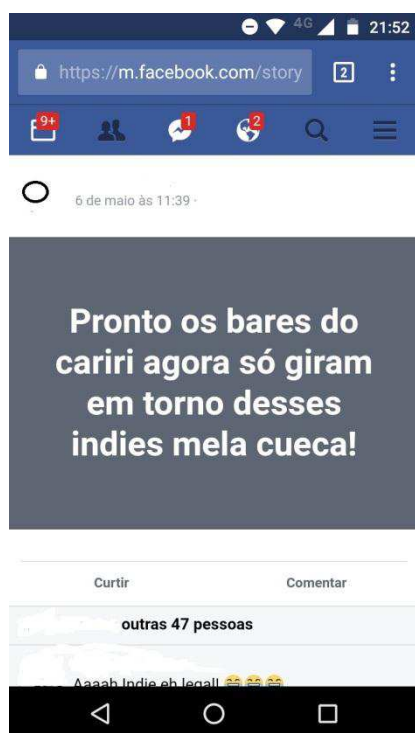 4G 21:52
https://m.facebook.com/story 2
9+ 1 2
6 de maio às 11:39 ·
Pronto os bares do
cariri agora só giram
em torno desses
indies mela cueca!
Curtir Comentar
outras 47 pessoas
Aaaah Indie eh legal! 😄😄😄